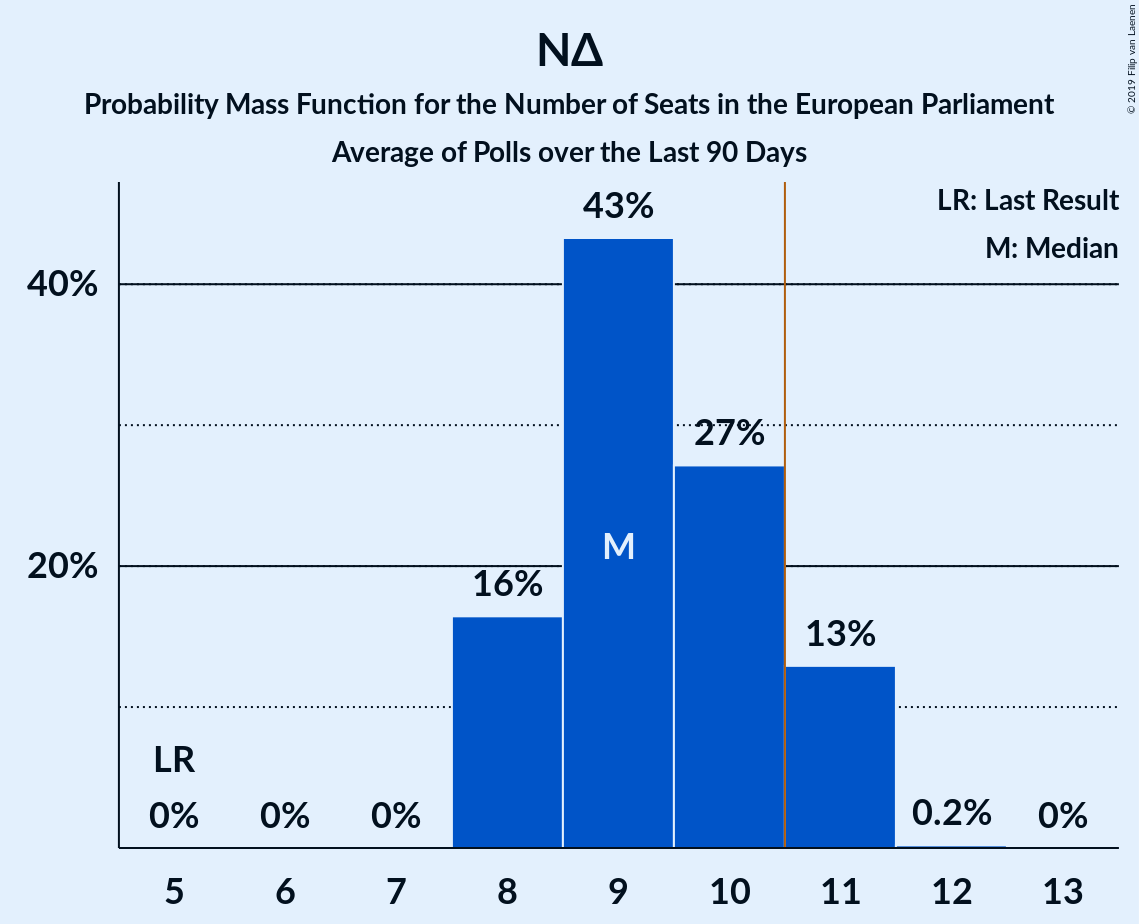 ΝΔ
Probability Mass Function for the Number of Seats in the European Parliament
Average of Polls over the Last 90 Days
© 2019 Filip van Laenen
LR: Last Result
M: Median
43%
40%
27%
M
20%
16%
13%
LR
0%
0%
0%
0.2%
0%
5 6 7 8 9 10 11 12 13